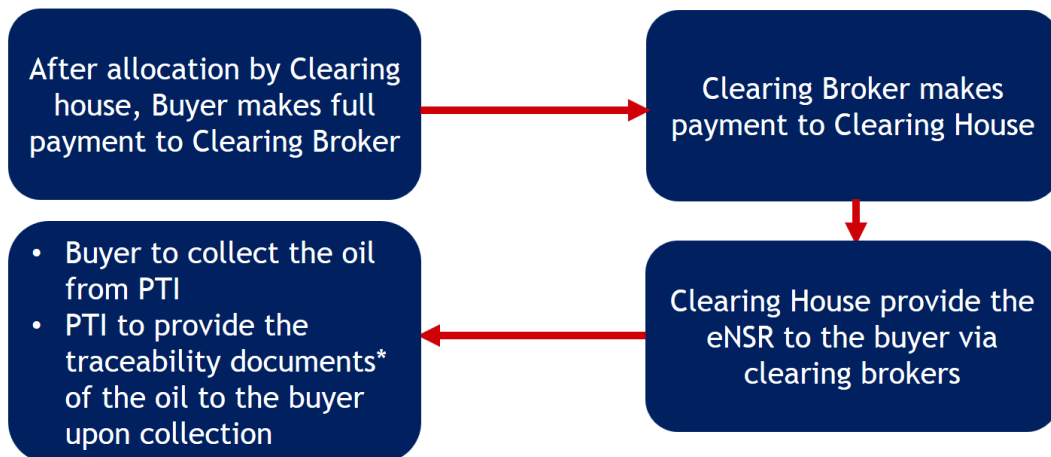 After allocation by Clearing
house, Buyer makes full
payment to Clearing Broker
Clearing Broker makes
payment to Clearing House
Clearing House provide the
eNSR to the buyer via
clearing brokers
• Buyer to collect the oil
from PTI
• PTI to provide the
traceability documents*
of the oil to the buyer
upon collection